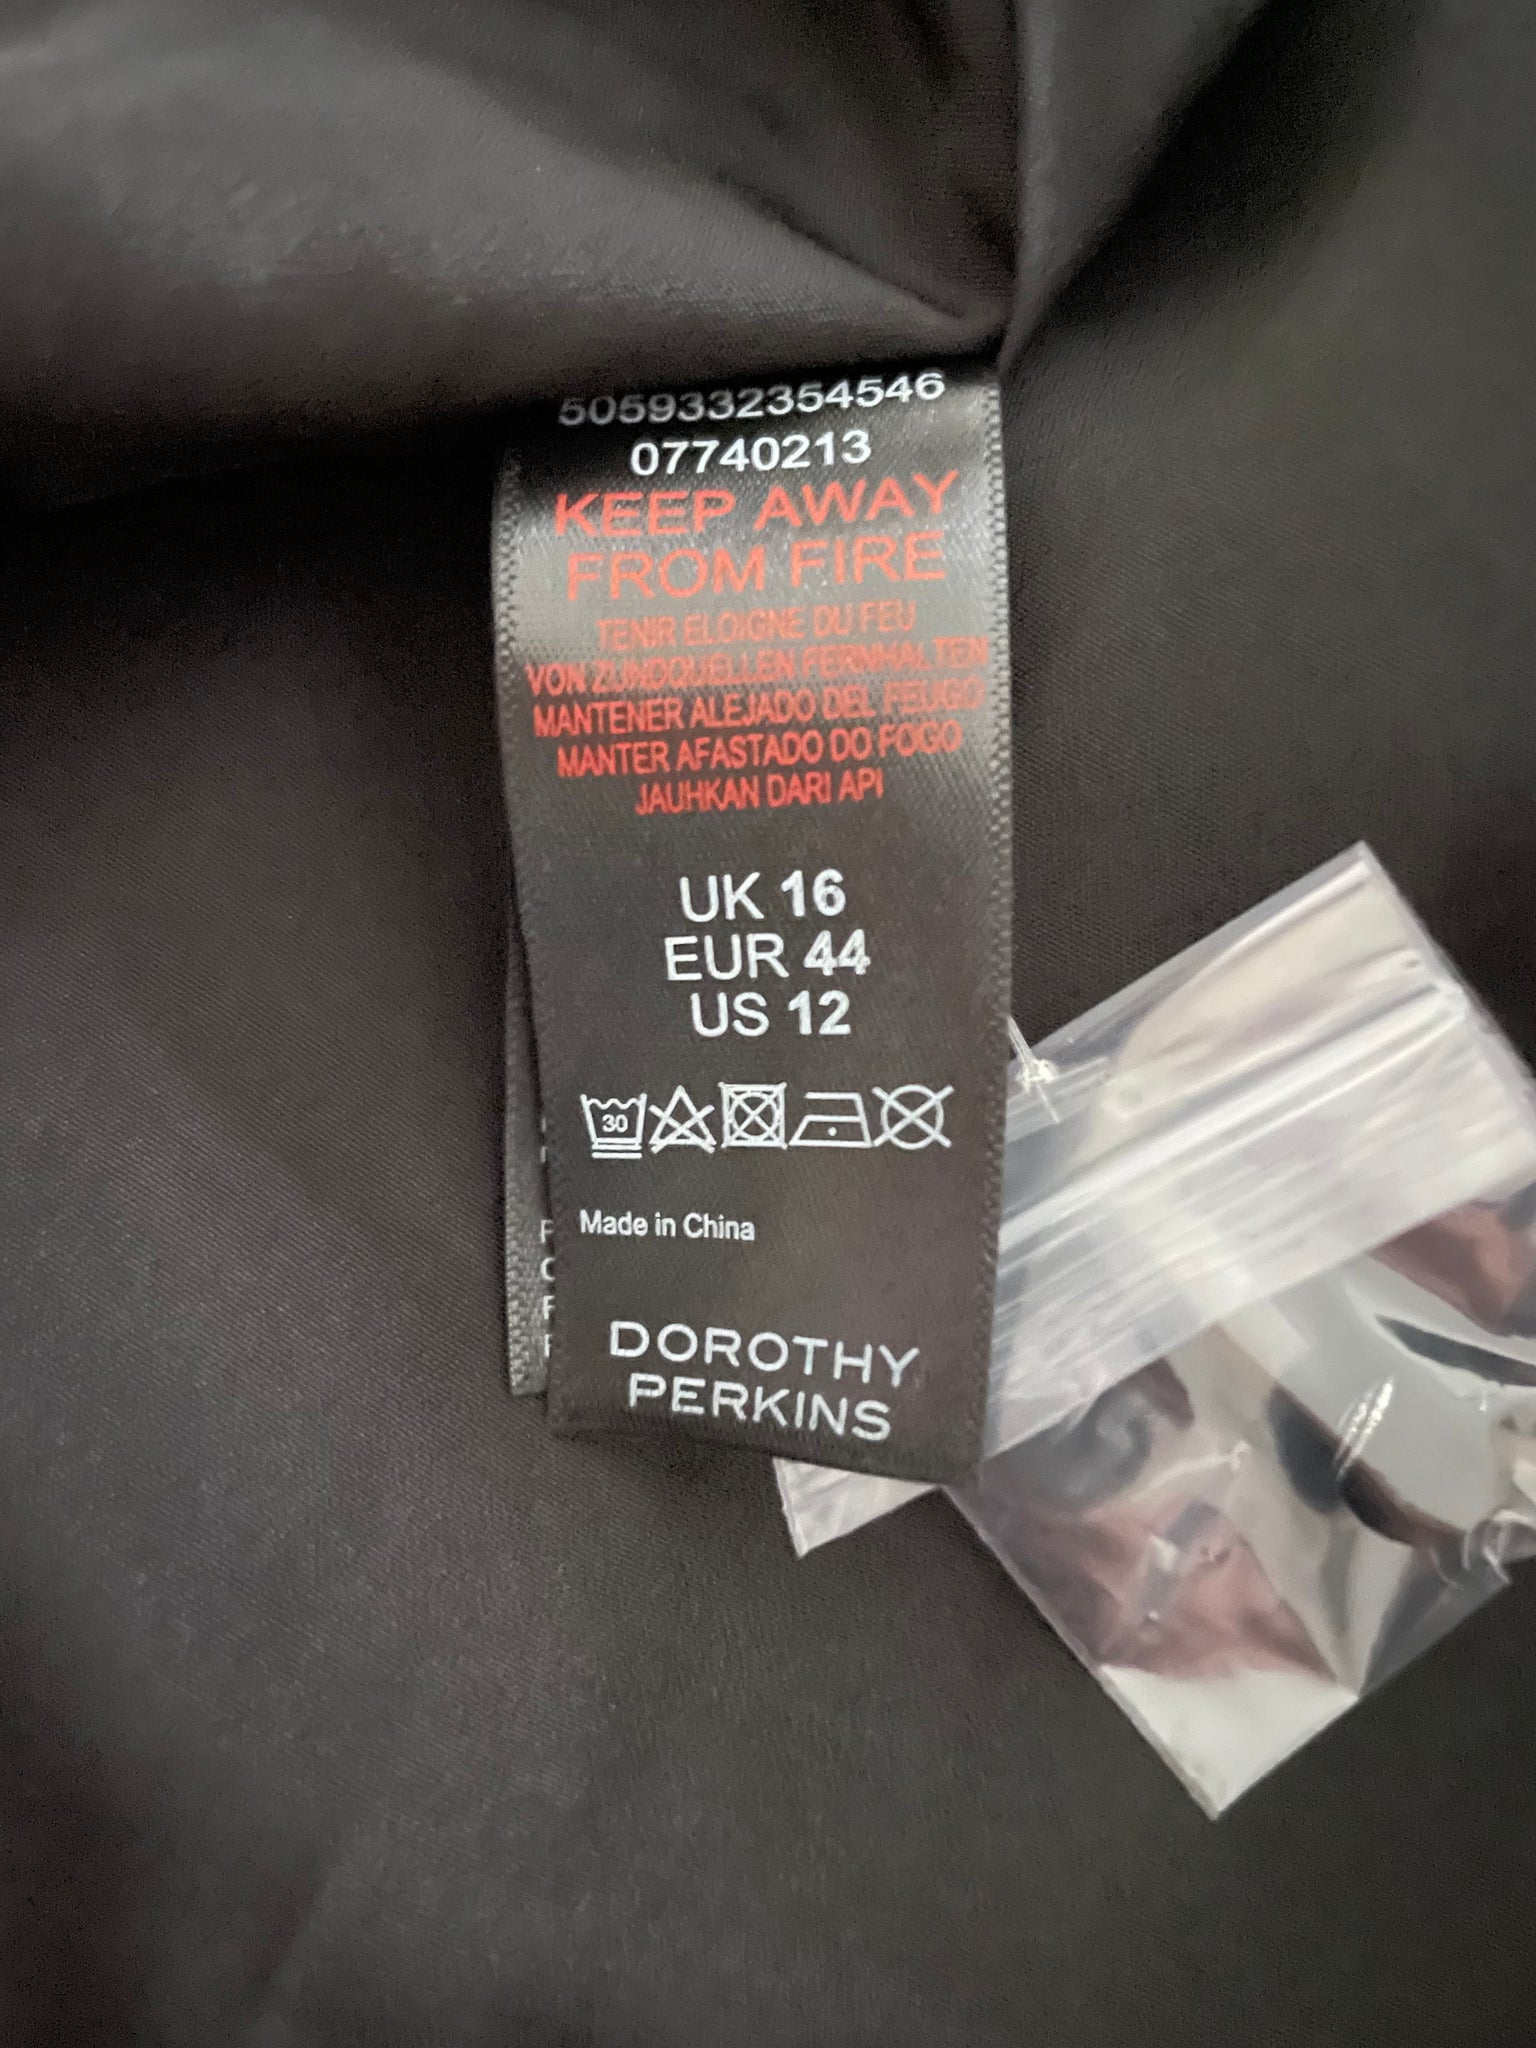 5059332354546
07740213
KEEP AWAY
FROM FIRE
TENIR ELOIGNE DU FEU
VON ZUNDQUELLEN FERNHALTEN
MANTENER ALEJADO DEL FEUGO
MANTER AFASTADO DO FOGO
JAUHKAN DARI API
UK 16
EUR 44
US 12
30
Made in China
DOROTHY
PERKINS